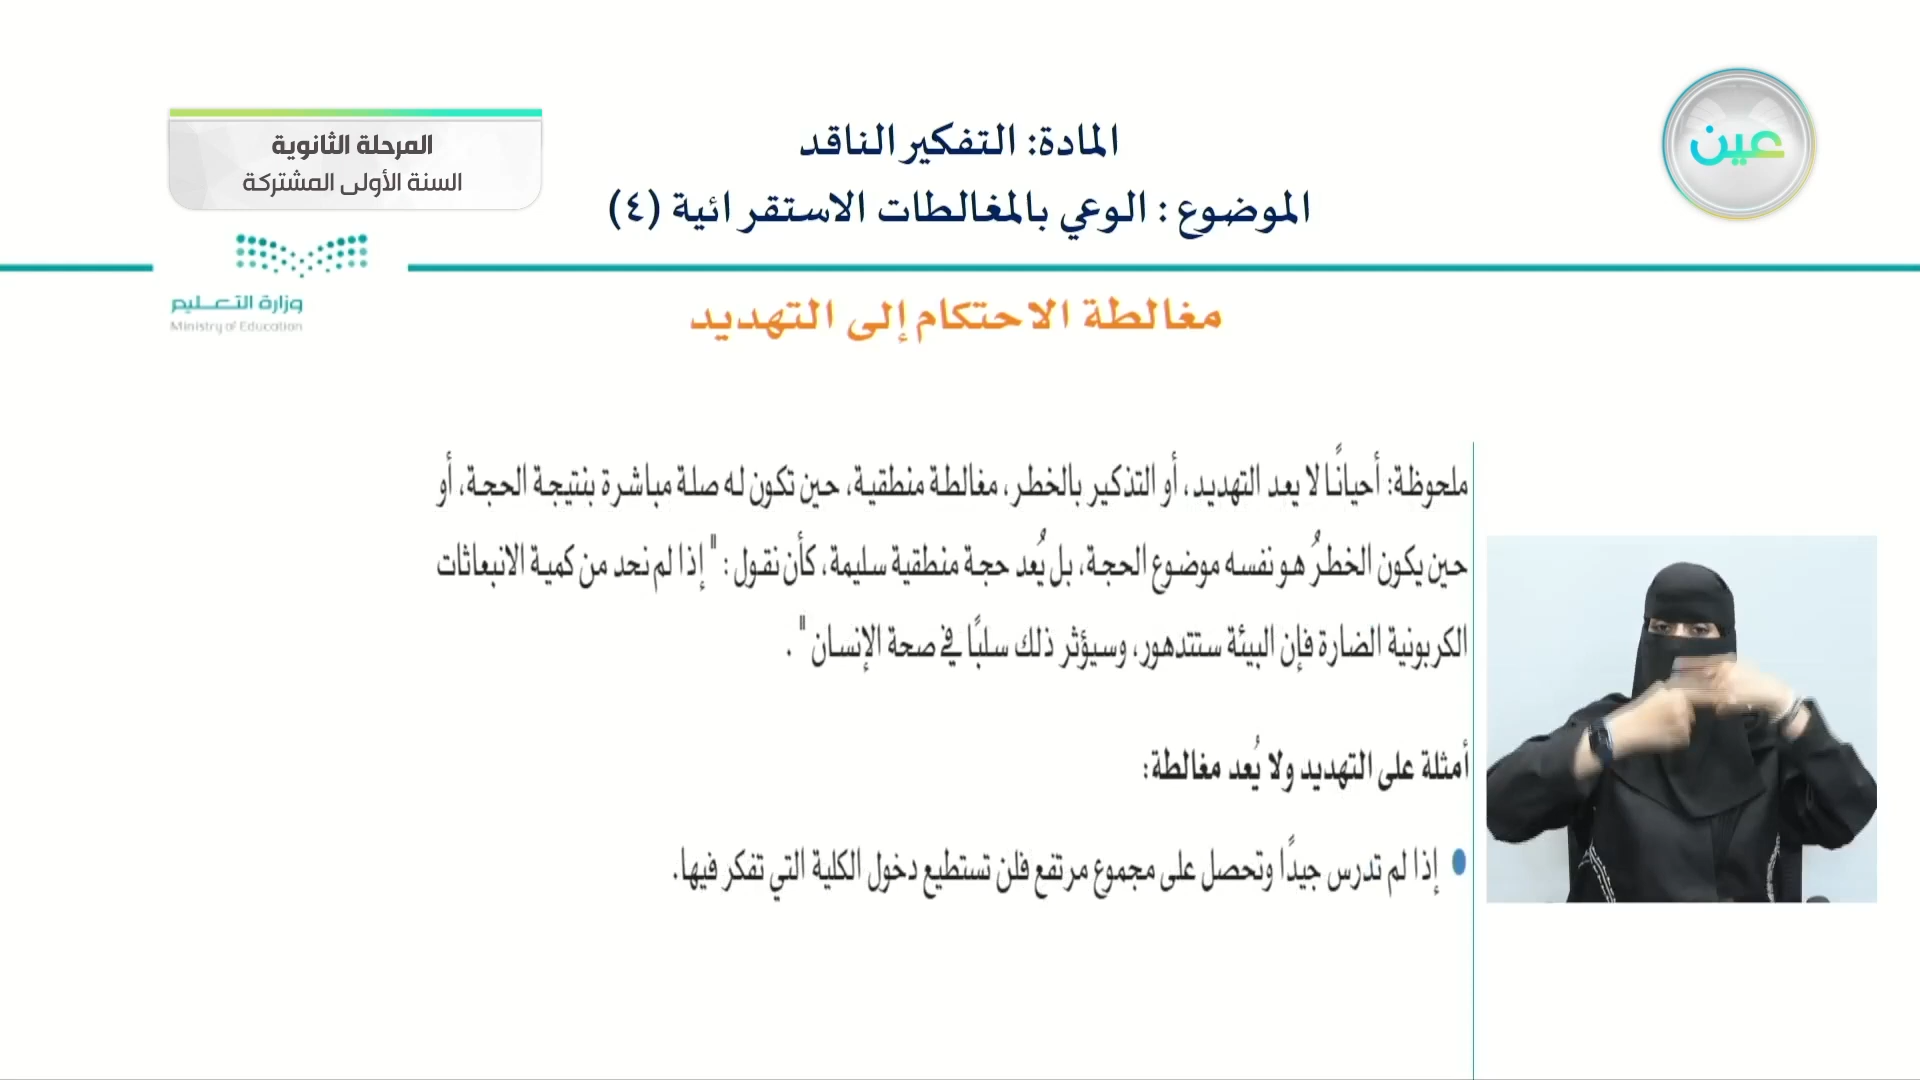 المرحلة الثانوية
السنة الأولى المشتركة
المادة: التفكير الناقد
الموضوع : الوعي بالمغالطات الاستقرائية (٤)
عين
وزارة التعليم
Ministry of Education
مغالطة الاحتكام إلى التهديد
ملحوظة: أحيانًا لا يعد التهديد، أو التذكير بالخطر، مغالطة منطقية، حين تكون له صلة مباشرة بنتيجة الحجة، أو
حين يكون الخطرُ هو نفسه موضوع الحجة، بل يُعد حجة منطقية سليمة، كأن نقول : " إذا لم نحد من كمية الانبعاثات
الكربونية الضارة فإن البيئة ستتدهور، وسيؤثر ذلك سلبًا في صحة الإنسان " .
أمثلة على التهديد ولا يُعد مغالطة:
● إذا لم تدرس جيدًا وتحصل على مجموع مرتفع فلن تستطيع دخول الكلية التي تفكر فيها.